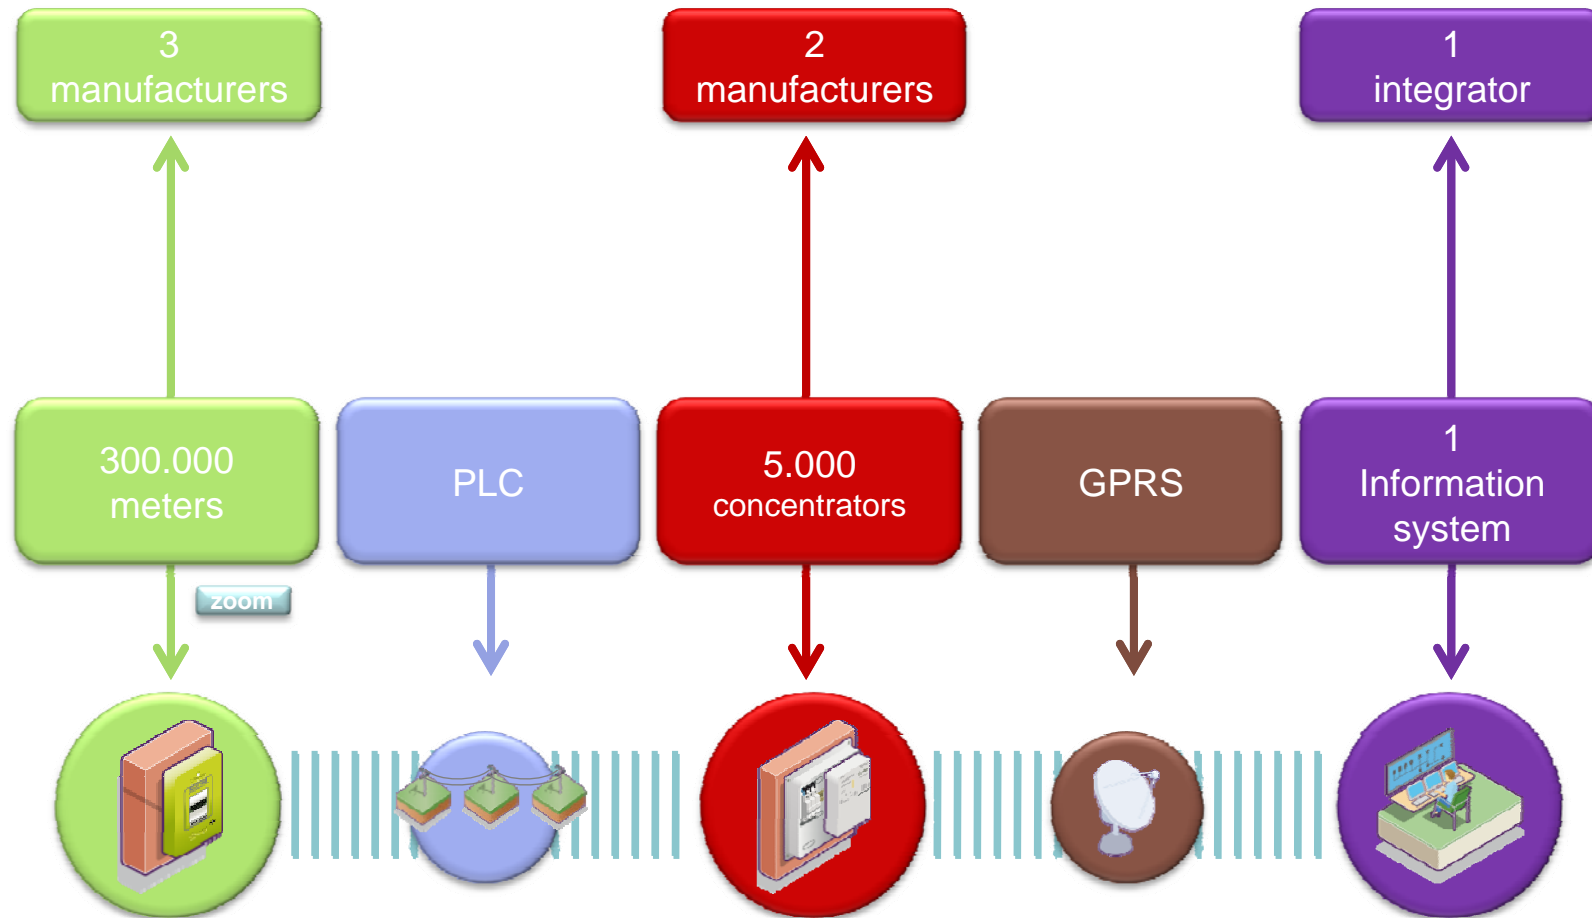 3
manufacturers
2
manufacturers
1
integrator
300.000
meters
PLC
5.000
concentrators
GPRS
1
Information
system
zoom